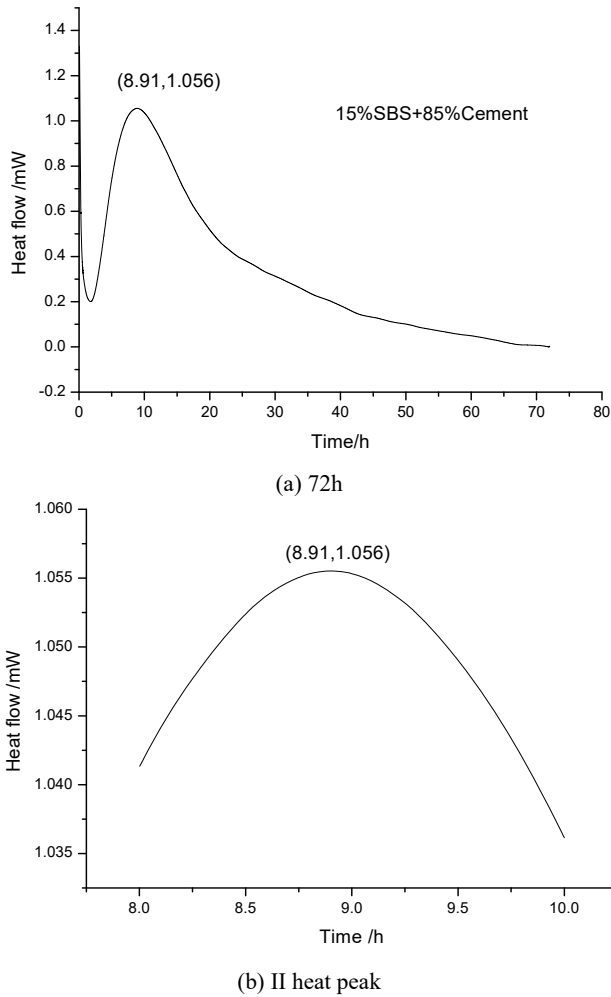 1.4
1.2
1.0
0.8
0.6
0.4
0.2
0.0
-0.2
Heat flow /mW
(8.91,1.056)
15%SBS+85%Cement
0 10 20 30 40 50 60 70 80
Time/h
(a) 72h
1.060
1.055
1.050
1.045
1.040
1.035
Heat flow /mW
(8.91,1.056)
8.0 8.5 9.0 9.5 10.0
Time /h
(b) II heat peak